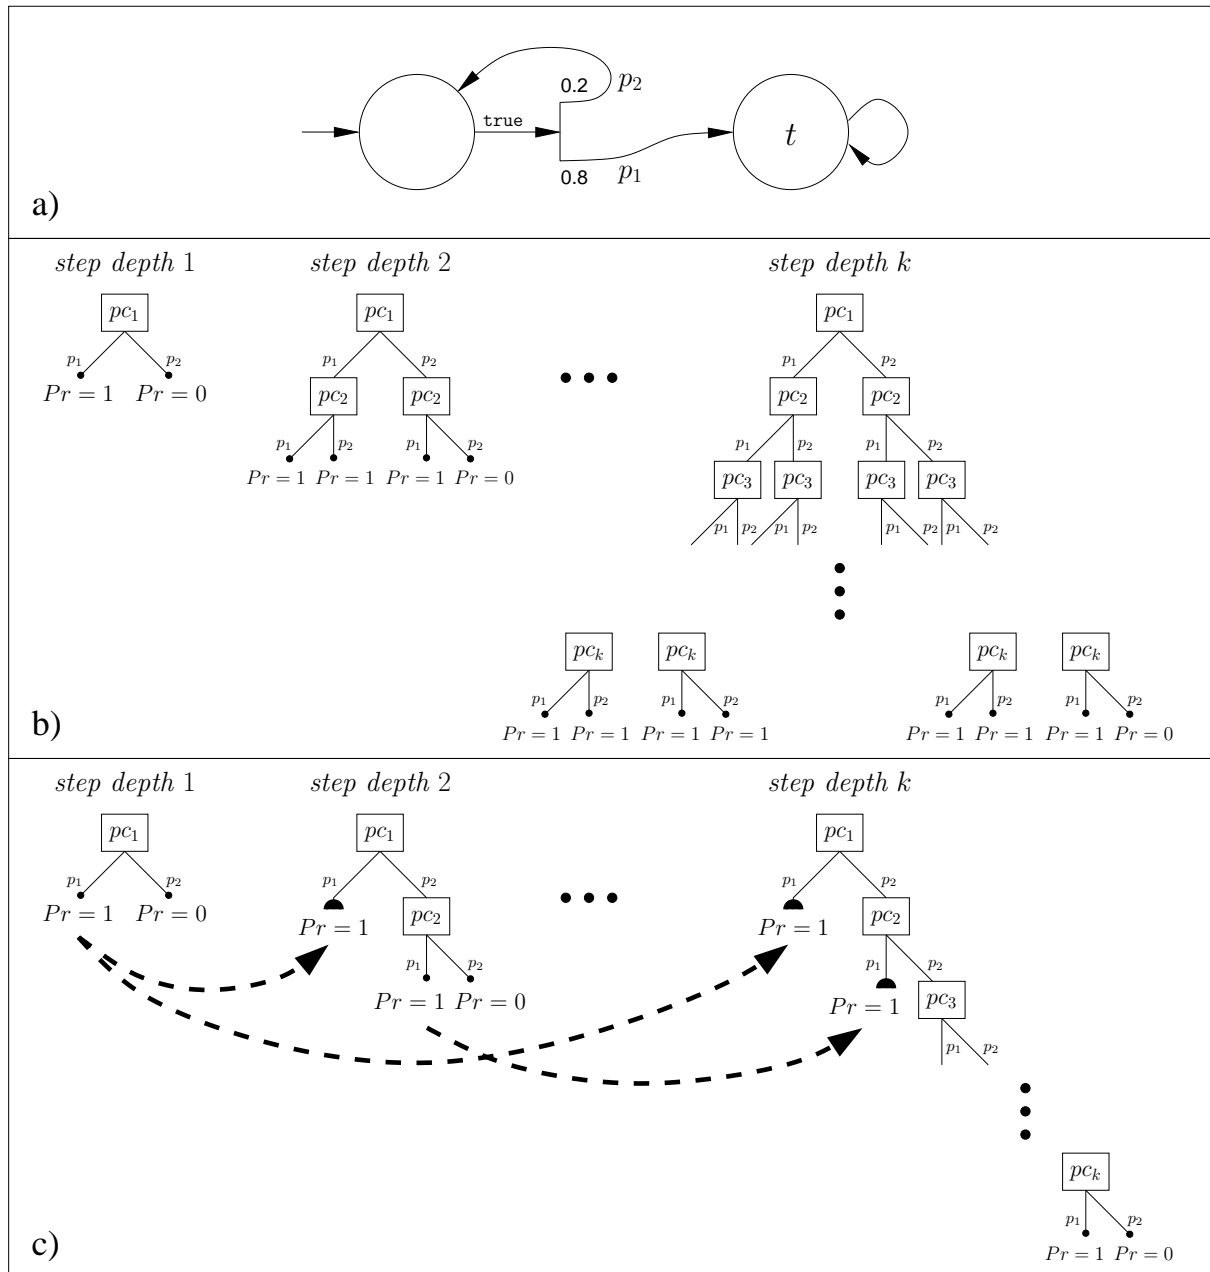 0.2 p₂
true
t
0.8 p₁
a)
step depth 1 step depth 2 step depth k
pc₁ pc₁ pc₁
p₁ p₂ p₁ p₂ p₁ p₂
Pr = 1 Pr = 0 pc₂ pc₂ pc₂ pc₂
p₁ p₂ p₁ p₂ p₁ p₂ p₁ p₂
Pr = 1 Pr = 1 Pr = 1 Pr = 0 pc₃ pc₃ pc₃ pc₃
p₁ p₂ p₁ p₂ p₁ p₂ p₁ p₂
pcₖ pcₖ pcₖ pcₖ
p₁ p₂ p₁ p₂ p₁ p₂ p₁ p₂
Pr = 1 Pr = 1 Pr = 1 Pr = 1 Pr = 1 Pr = 1 Pr = 1 Pr = 0
b)
step depth 1 step depth 2 step depth k
pc₁ pc₁ pc₁
p₁ p₂ p₁ p₂ p₁ p₂
Pr = 1 Pr = 0 Pr = 1 pc₂ Pr = 1 pc₂
p₁ p₂ p₁ p₂
Pr = 1 Pr = 0 Pr = 1 pc₃
p₁ p₂
pcₖ
p₁ p₂
Pr = 1 Pr = 0
c)